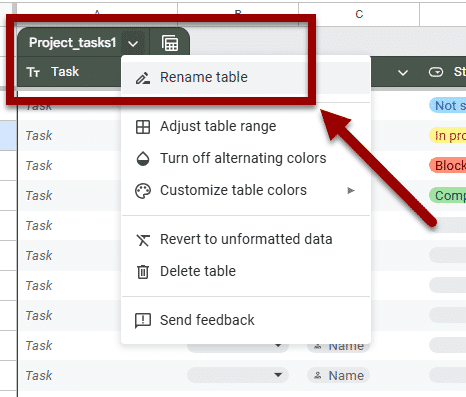 A B C
Project_tasks1
Task St
Rename table
Task Not s
Adjust table range
Task In pro
Turn off alternating colors
Task Block
Customize table colors
Task Comp
Task
Revert to unformatted data
Task
Delete table
Task
Task
Send feedback
Task Name
Task Name